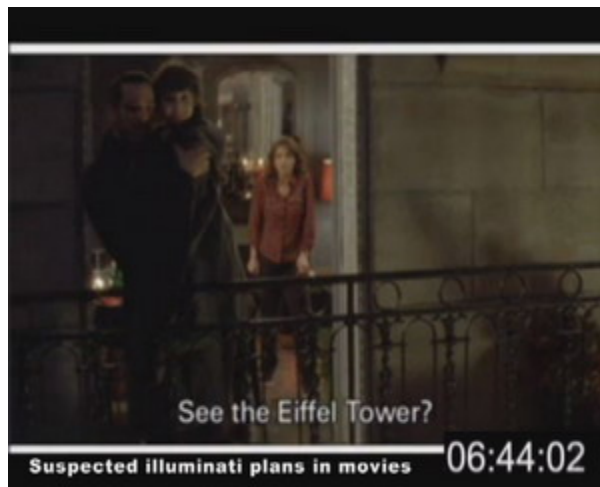 See the Eiffel Tower?
Suspected illuminati plans in movies
06:44:02